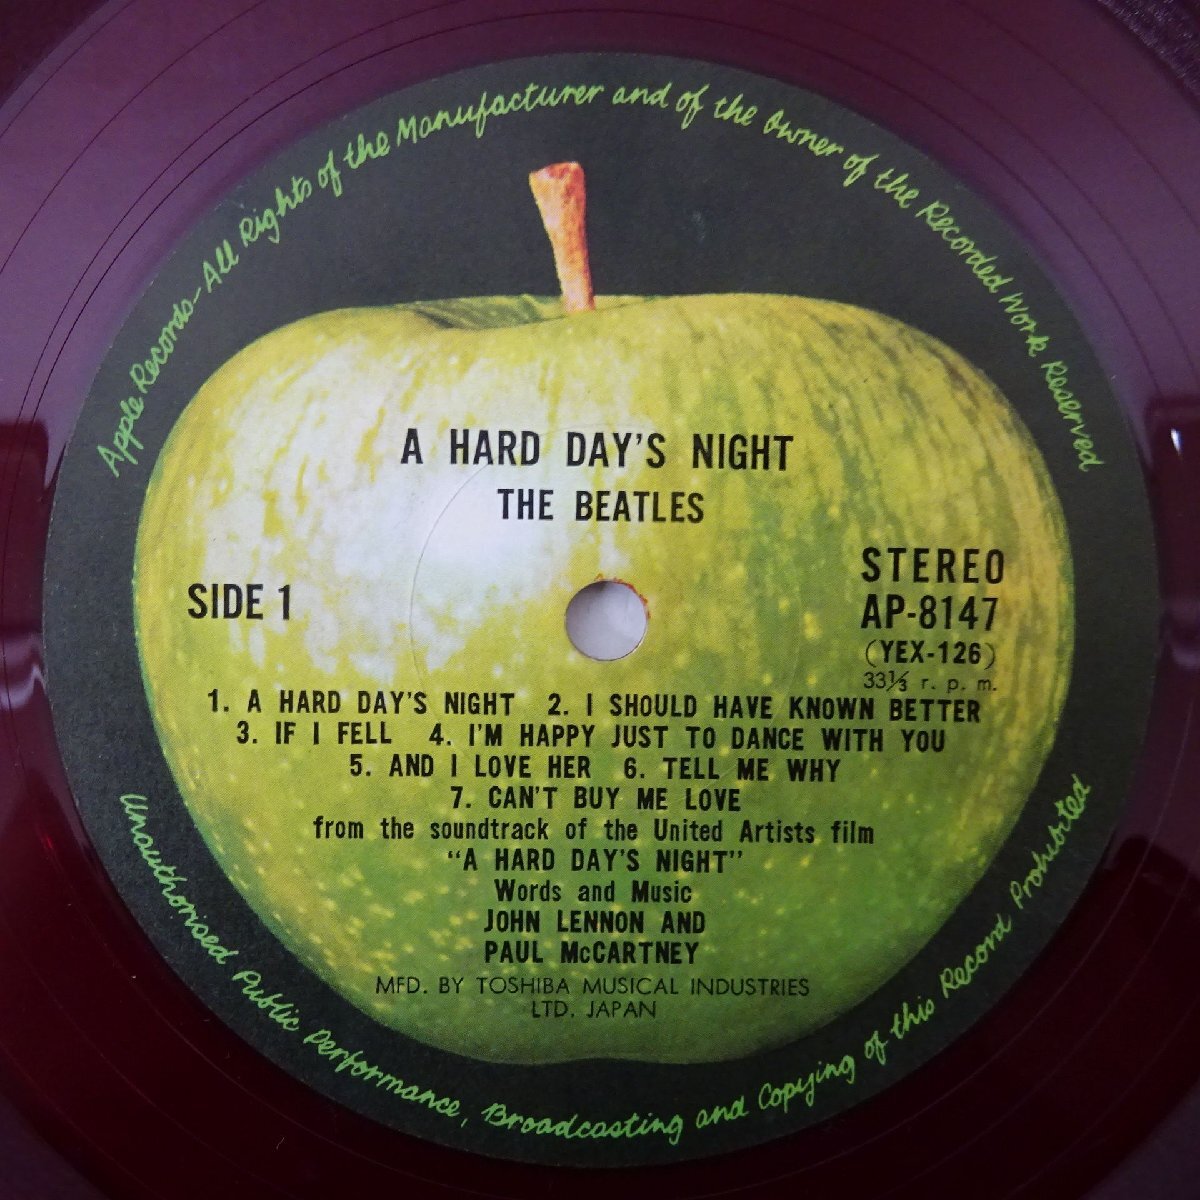 Apple Records-All Rights of the Manufacturer and of the Owner of the Recorded Work Reserved
A HARD DAY'S NIGHT
THE BEATLES
SIDE 1
STEREO
AP-8147
(YEX-126)
33⅓ r. p. m.
1. A HARD DAY'S NIGHT 2. I SHOULD HAVE KNOWN BETTER
3. IF I FELL 4. I'M HAPPY JUST TO DANCE WITH YOU
5. AND I LOVE HER 6. TELL ME WHY
7. CAN'T BUY ME LOVE
from the soundtrack of the United Artists film
"A HARD DAY'S NIGHT"
Words and Music
JOHN LENNON AND
PAUL McCARTNEY
MFD. BY TOSHIBA MUSICAL INDUSTRIES
LTD. JAPAN
Unauthorised Public Performance, Broadcasting and Copying of this Record Prohibited